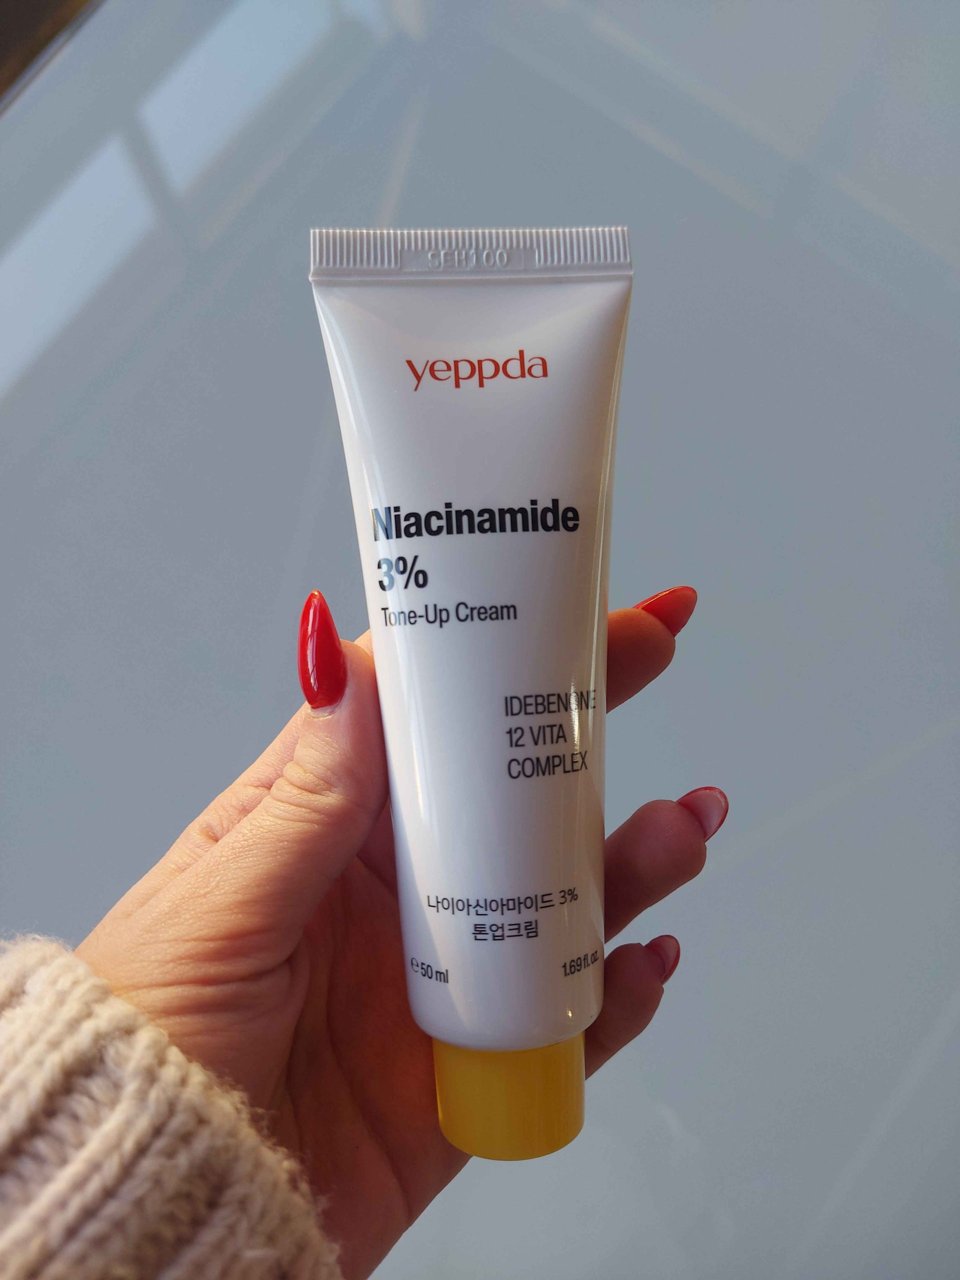 yeppda
Niacinamide
3%
Tone-Up Cream
IDEBENONE
12 VITA
COMPLEX
나이아신아마이드 3%
톤업크림
℮ 50 ml
1.69 fl. oz.